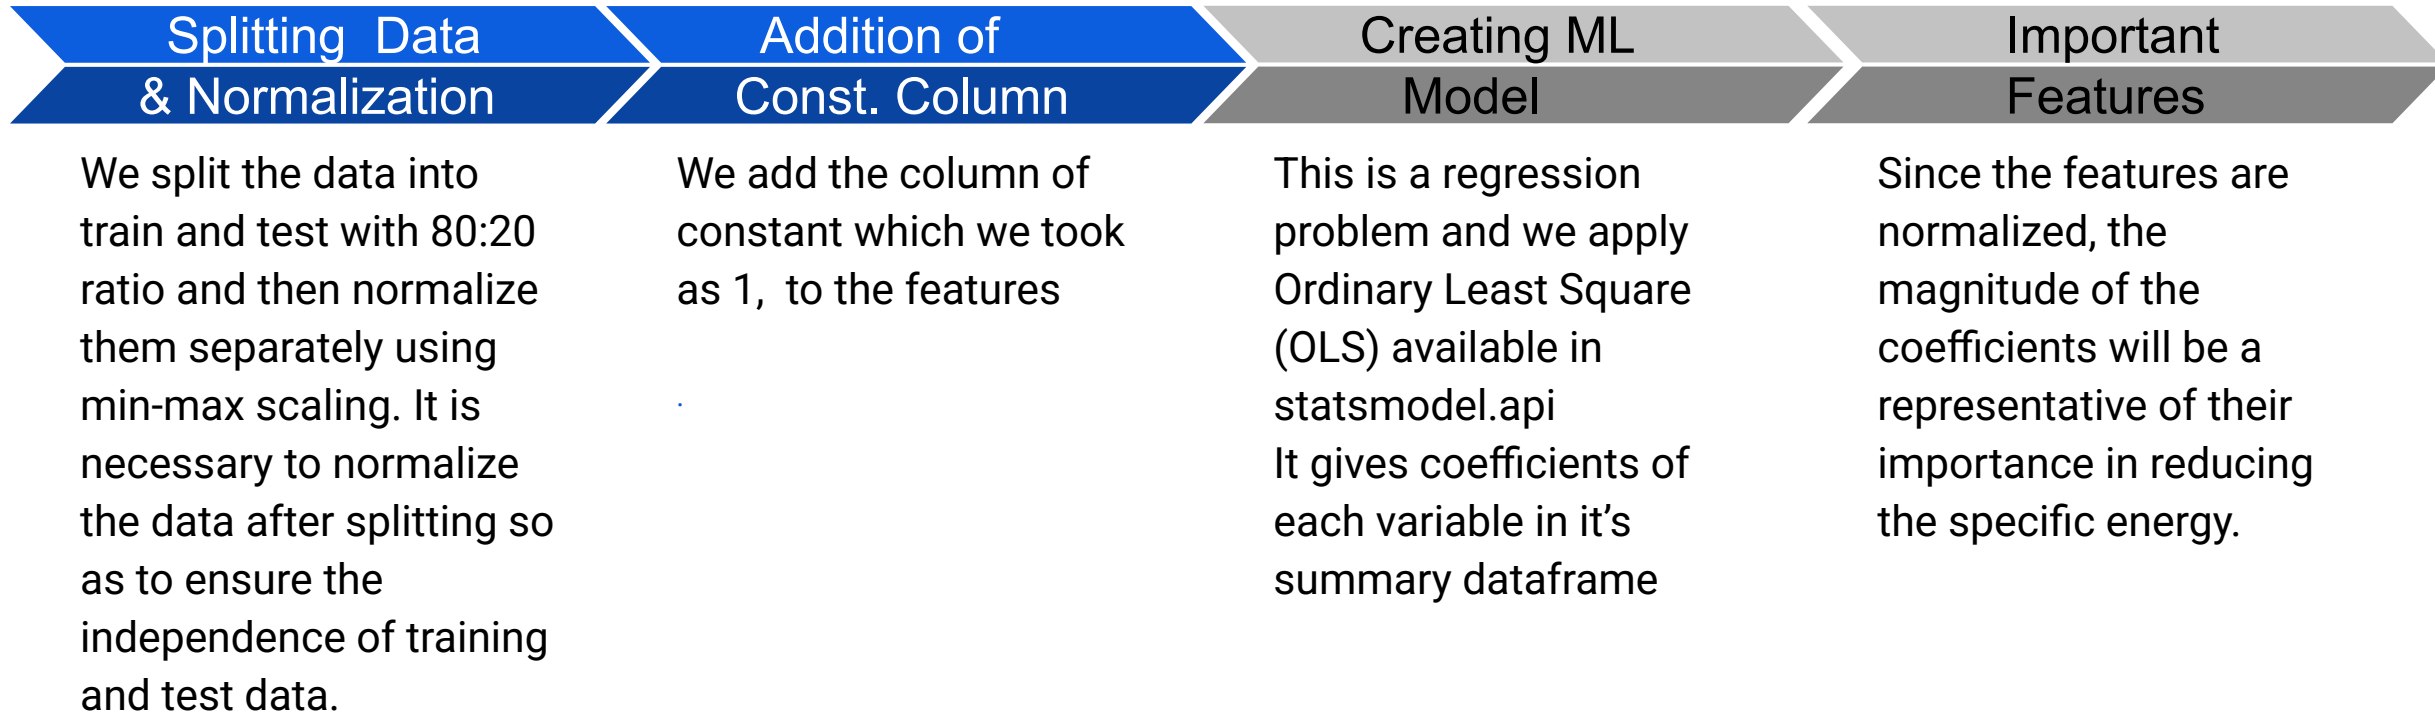 Splitting  Data
& Normalization
We split the data into
train and test with 80:20
ratio and then normalize
them separately using
min-max scaling. It is
necessary to normalize
the data after splitting so
as to ensure the
independence of training
and test data.
Addition of
Const. Column
We add the column of
constant which we took
as 1,  to the features
.
Creating ML
Model
This is a regression
problem and we apply
Ordinary Least Square
(OLS) available in
statsmodel.api
It gives coefficients of
each variable in it’s
summary dataframe
Important
Features
Since the features are
normalized, the
magnitude of the
coefficients will be a
representative of their
importance in reducing
the specific energy.